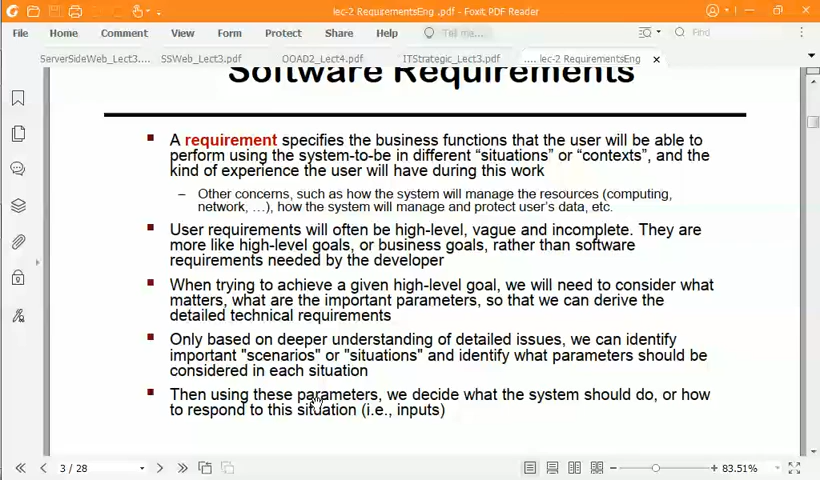 lec-2 RequirementsEng .pdf - Foxit PDF Reader
File Home Comment View Form Protect Share Help Tell me... Find
ServerSideWeb_Lect3.... SSWeb_Lect3.pdf OOAD2_Lect4.pdf ITStrategic_Lect3.pdf .... lec-2 RequirementsEng
Software Requirements
A requirement specifies the business functions that the user will be able to
perform using the system-to-be in different “situations” or “contexts”, and the
kind of experience the user will have during this work
– Other concerns, such as how the system will manage the resources (computing,
network, …), how the system will manage and protect user’s data, etc.
User requirements will often be high-level, vague and incomplete. They are
more like high-level goals, or business goals, rather than software
requirements needed by the developer
When trying to achieve a given high-level goal, we will need to consider what
matters, what are the important parameters, so that we can derive the
detailed technical requirements
Only based on deeper understanding of detailed issues, we can identify
important "scenarios" or "situations" and identify what parameters should be
considered in each situation
Then using these parameters, we decide what the system should do, or how
to respond to this situation (i.e., inputs)
3 / 28 83.51%